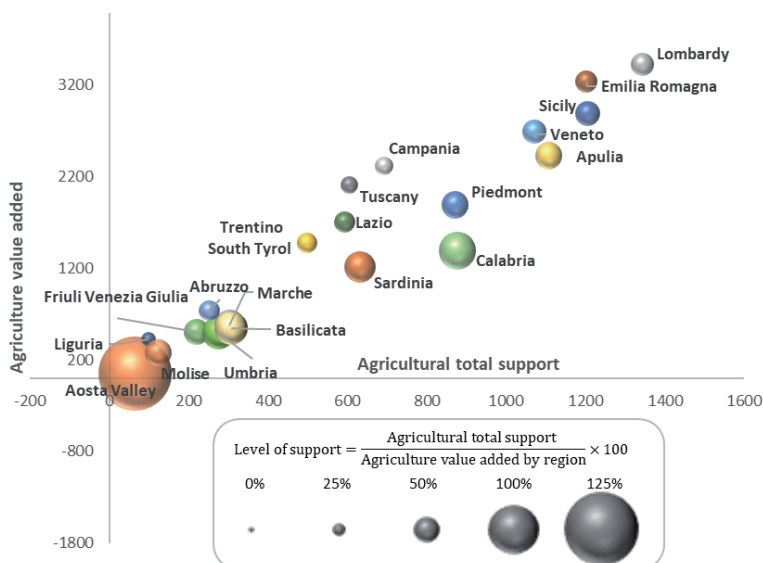 Lombardy
3200
Emilia Romagna
Sicily
Veneto
Campania
Apulia
2200
Tuscany
Piedmont
Trentino
South Tyrol
Lazio
Calabria
1200
Sardinia
Abruzzo
Marche
Friuli Venezia Giulia
Basilicata
Liguria
200
Agricultural total support
Molise
Umbria
Aosta Valley
-200
0
200
400
600
800
1000
1200
1400
1600
Agriculture value added
Level of support = Agricultural total support / Agriculture value added by region × 100
0% 25% 50% 100% 125%
-800
-1800